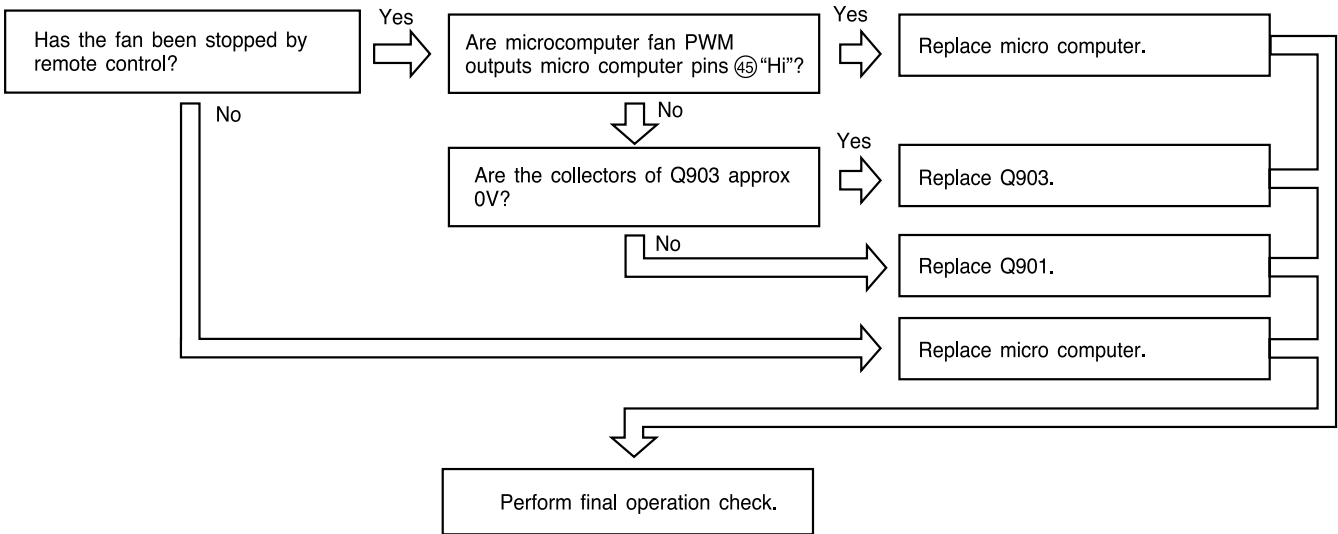 Has the fan been stopped by
remote control?
Yes
Are microcomputer fan PWM
outputs micro computer pins ㊺ “Hi”?
Yes
Replace micro computer.
No
No
Are the collectors of Q903 approx
0V?
Yes
Replace Q903.
No
Replace Q901.
Replace micro computer.
Perform final operation check.